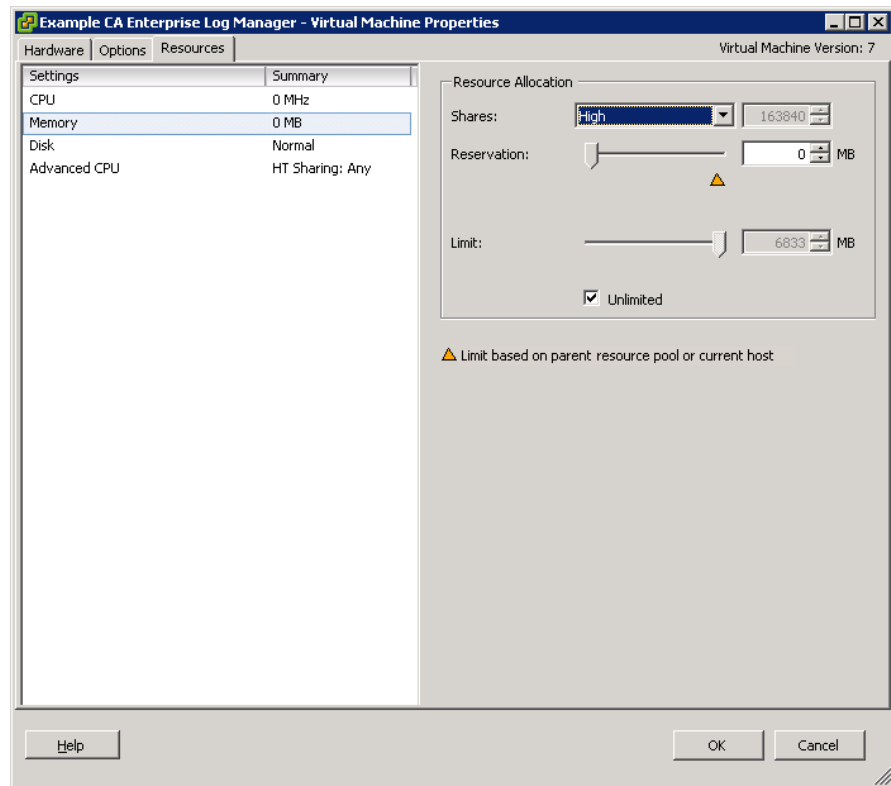 Example CA Enterprise Log Manager - Virtual Machine Properties
Hardware Options Resources Virtual Machine Version: 7
Settings Summary
CPU 0 MHz
Memory 0 MB
Disk Normal
Advanced CPU HT Sharing: Any
Resource Allocation
Shares: High 163840
Reservation: 0 MB
Limit: 6833 MB
Unlimited
Limit based on parent resource pool or current host
Help OK Cancel